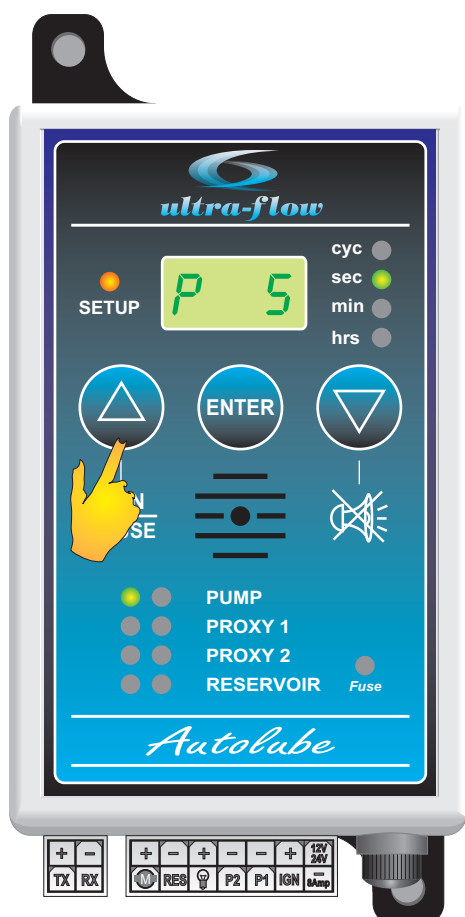 ultra-flow
cyc
sec
min
hrs
SETUP
P 5
ENTER
PUMP
PROXY 1
PROXY 2
RESERVOIR
Fuse
Autolube
+ - + - + - - + 12V 24V
TX RX M RES P2 P1 IGN - 8Amp